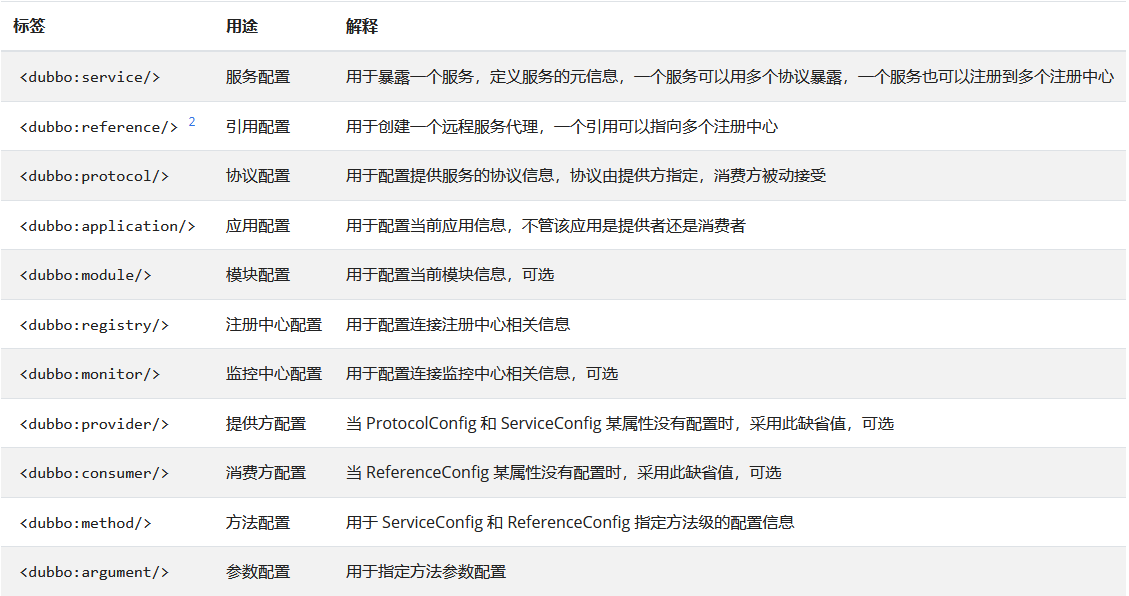 标签 用途 解释
<dubbo:service/> 服务配置 用于暴露一个服务，定义服务的元信息，一个服务可以用多个协议暴露，一个服务也可以注册到多个注册中心
<dubbo:reference/> 2 引用配置 用于创建一个远程服务代理，一个引用可以指向多个注册中心
<dubbo:protocol/> 协议配置 用于配置提供服务的协议信息，协议由提供方指定，消费方被动接受
<dubbo:application/> 应用配置 用于配置当前应用信息，不管该应用是提供者还是消费者
<dubbo:module/> 模块配置 用于配置当前模块信息，可选
<dubbo:registry/> 注册中心配置 用于配置连接注册中心相关信息
<dubbo:monitor/> 监控中心配置 用于配置连接监控中心相关信息，可选
<dubbo:provider/> 提供方配置 当 ProtocolConfig 和 ServiceConfig 某属性没有配置时，采用此缺省值，可选
<dubbo:consumer/> 消费方配置 当 ReferenceConfig 某属性没有配置时，采用此缺省值，可选
<dubbo:method/> 方法配置 用于 ServiceConfig 和 ReferenceConfig 指定方法级的配置信息
<dubbo:argument/> 参数配置 用于指定方法参数配置